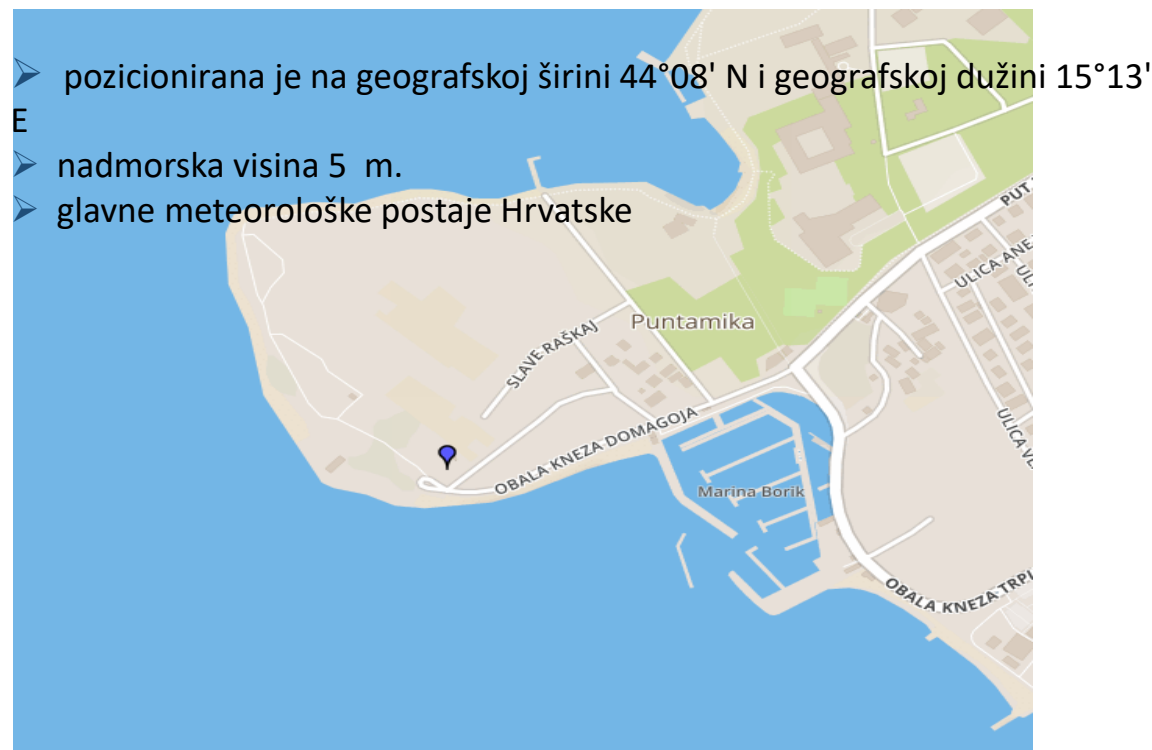 ➢ pozicionirana je na geografskoj širini 44°08' N i geografskoj dužini 15°13'
E
➢ nadmorska visina 5 m.
➢ glavne meteorološke postaje Hrvatske
PUT
ULICA ANE
SLAVE RAŠKAJ
Puntamika
OBALA KNEZA DOMAGOJA
Marina Borik
OBALA KNEZA TRPI